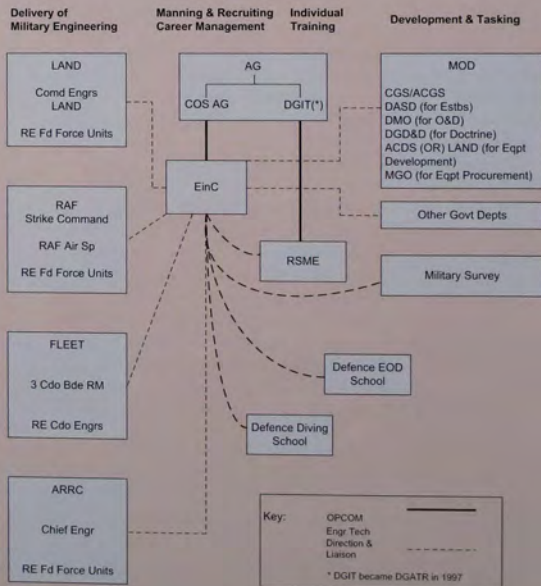 Delivery of
Military Engineering
Manning & Recruiting
Career Management
Individual
Training
Development & Tasking
LAND
Comd Engrs
LAND
RE Fd Force Units
RAF
Strike Command
RAF Air Sp
RE Fd Force Units
FLEET
3 Cdo Bde RM
RE Cdo Engrs
ARRC
Chief Engr
RE Fd Force Units
AG
COS AG
DGIT(*)
EinC
RSME
Defence EOD
School
Defence Diving
School
MOD
CGS/ACGS
DASD (for Estbs)
DMO (for O&D)
DGD&D (for Doctrine)
ACDS (OR) LAND (for Eqpt
Development)
MGO (for Eqpt Procurement)
Other Govt Depts
Military Survey
Key:
OPCOM
Engr Tech
Direction &
Liaison
* DGIT became DGATR in 1997